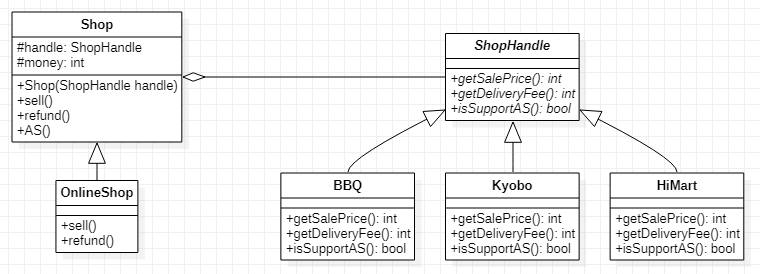 Shop
#handle: ShopHandle
#money: int
+Shop(ShopHandle handle)
+sell()
+refund()
+AS()
OnlineShop
+sell()
+refund()
ShopHandle
+getSalePrice(): int
+getDeliveryFee(): int
+isSupportAS(): bool
BBQ
+getSalePrice(): int
+getDeliveryFee(): int
+isSupportAS(): bool
Kyobo
+getSalePrice(): int
+getDeliveryFee(): int
+isSupportAS(): bool
HiMart
+getSalePrice(): int
+getDeliveryFee(): int
+isSupportAS(): bool